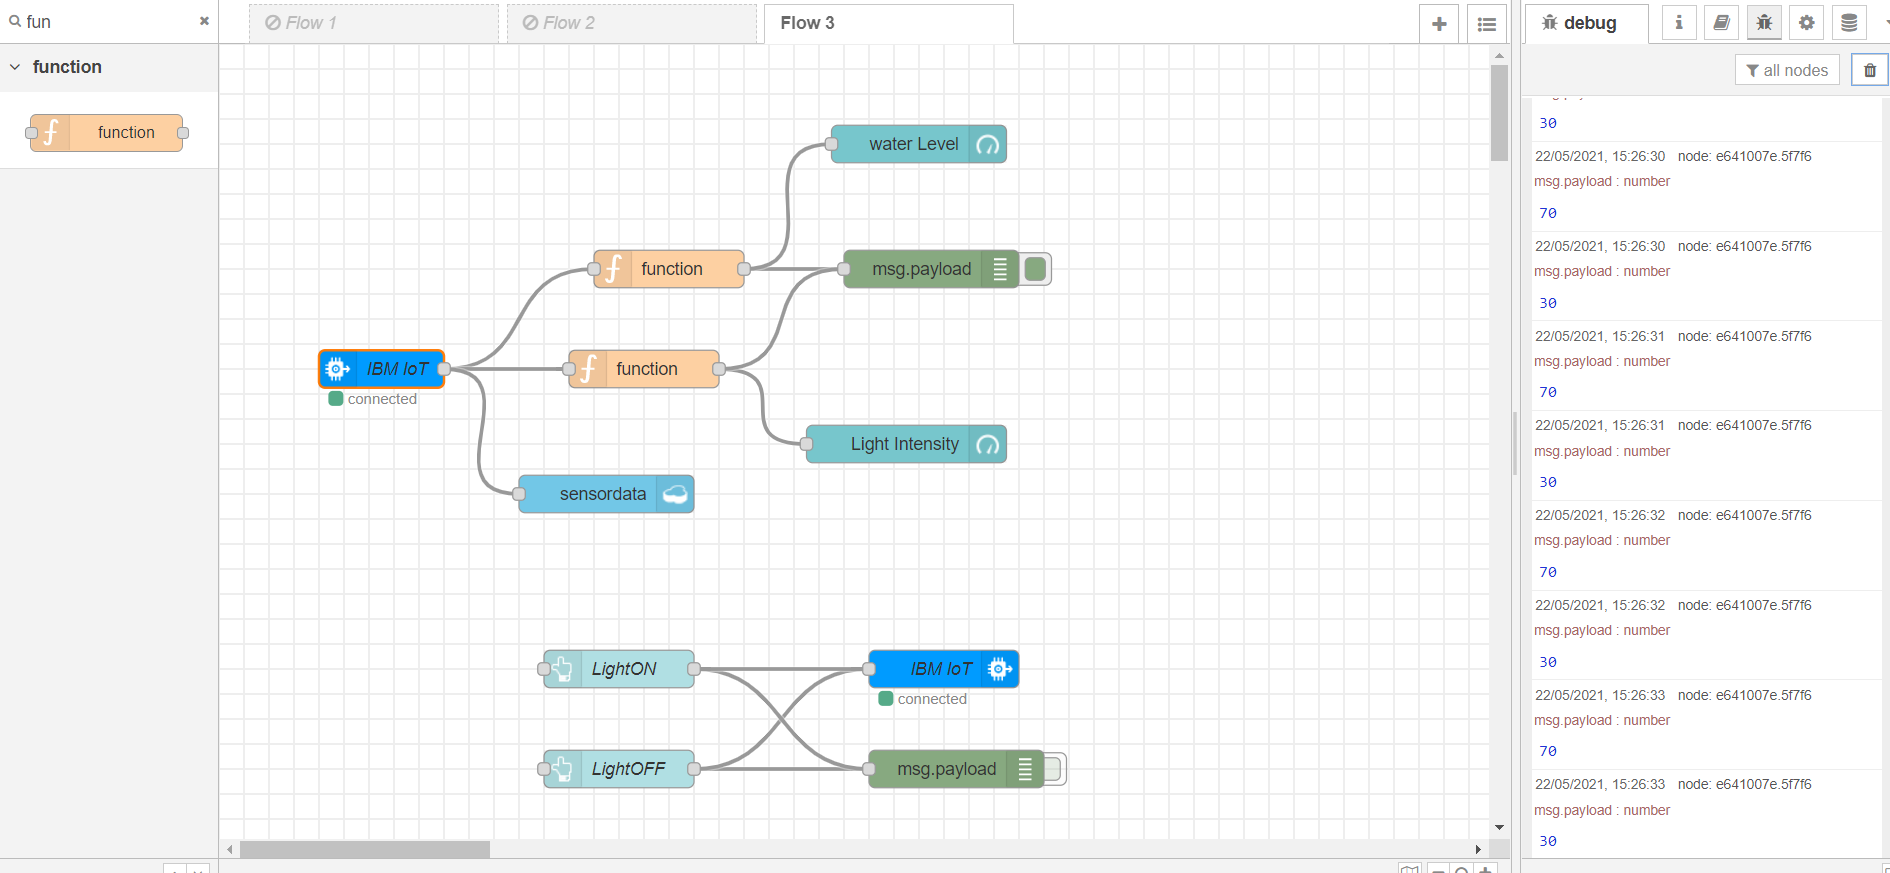 fun
Flow 1
Flow 2
Flow 3
debug
function
all nodes
function
water Level
function
msg.payload
IBM IoT
connected
function
Light Intensity
sensordata
LightON
IBM IoT
connected
LightOFF
msg.payload
30
22/05/2021, 15:26:30 node: e641007e.5f7f6
msg.payload : number
70
22/05/2021, 15:26:30 node: e641007e.5f7f6
msg.payload : number
30
22/05/2021, 15:26:31 node: e641007e.5f7f6
msg.payload : number
70
22/05/2021, 15:26:31 node: e641007e.5f7f6
msg.payload : number
30
22/05/2021, 15:26:32 node: e641007e.5f7f6
msg.payload : number
70
22/05/2021, 15:26:32 node: e641007e.5f7f6
msg.payload : number
30
22/05/2021, 15:26:33 node: e641007e.5f7f6
msg.payload : number
70
22/05/2021, 15:26:33 node: e641007e.5f7f6
msg.payload : number
30